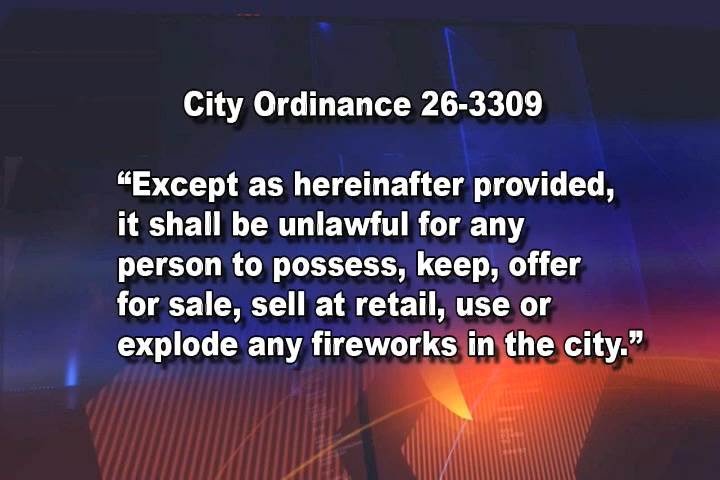 City Ordinance 26-3309
“Except as hereinafter provided,
it shall be unlawful for any
person to possess, keep, offer
for sale, sell at retail, use or
explode any fireworks in the city.”